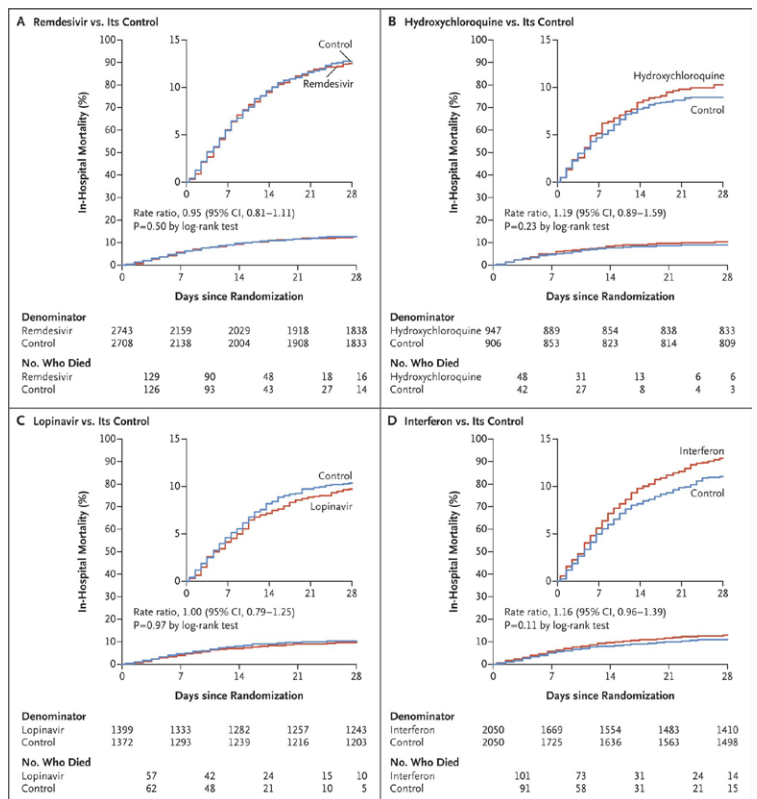 A Remdesivir vs. Its Control
100
90
80
70
60
50
40
30
20
10
0
In-Hospital Mortality (%)
15
10
5
0
Control
Remdesivir
0 7 14 21 28
Rate ratio, 0.95 (95% CI, 0.81–1.11)
P=0.50 by log-rank test
0 7 14 21 28
Days since Randomization
Denominator
Remdesivir 2743 2159 2029 1918 1838
Control 2708 2138 2004 1908 1833
No. Who Died
Remdesivir 129 90 48 18 16
Control 126 93 43 27 14
B Hydroxychloroquine vs. Its Control
100
90
80
70
60
50
40
30
20
10
0
In-Hospital Mortality (%)
15
10
5
0
Hydroxychloroquine
Control
0 7 14 21 28
Rate ratio, 1.19 (95% CI, 0.89–1.59)
P=0.23 by log-rank test
0 7 14 21 28
Days since Randomization
Denominator
Hydroxychloroquine 947 889 854 838 833
Control 906 853 823 814 809
No. Who Died
Hydroxychloroquine 48 31 13 6 6
Control 42 27 8 4 3
C Lopinavir vs. Its Control
100
90
80
70
60
50
40
30
20
10
0
In-Hospital Mortality (%)
15
10
5
0
Control
Lopinavir
0 7 14 21 28
Rate ratio, 1.00 (95% CI, 0.79–1.25)
P=0.97 by log-rank test
0 7 14 21 28
Days since Randomization
Denominator
Lopinavir 1399 1333 1282 1257 1243
Control 1372 1293 1239 1216 1203
No. Who Died
Lopinavir 57 42 24 15 10
Control 62 48 21 10 5
D Interferon vs. Its Control
100
90
80
70
60
50
40
30
20
10
0
In-Hospital Mortality (%)
15
10
5
0
Interferon
Control
0 7 14 21 28
Rate ratio, 1.16 (95% CI, 0.96–1.39)
P=0.11 by log-rank test
0 7 14 21 28
Days since Randomization
Denominator
Interferon 2050 1669 1554 1483 1410
Control 2050 1725 1636 1563 1498
No. Who Died
Interferon 101 73 31 24 14
Control 91 58 31 21 15